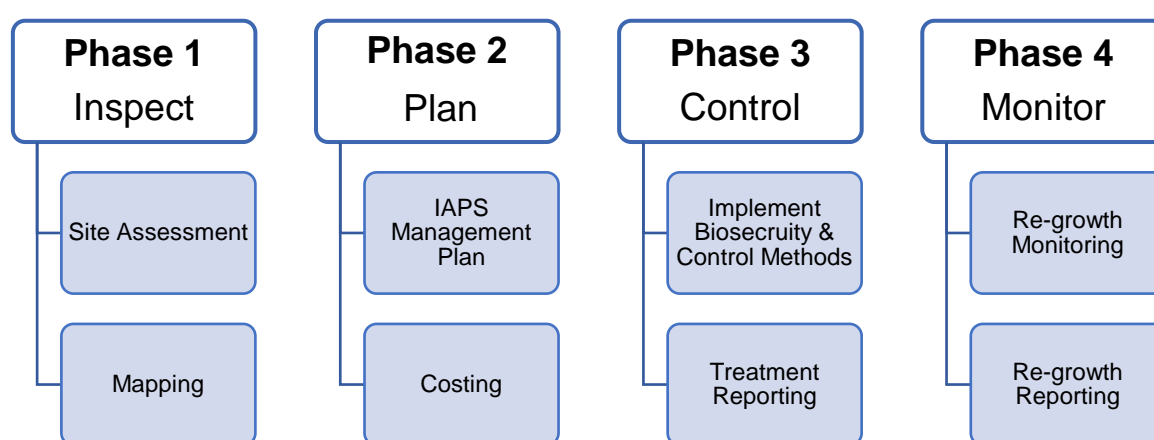 Phase 1
Inspect
Site Assessment
Mapping
Phase 2
Plan
IAPS
Management
Plan
Costing
Phase 3
Control
Implement
Biosecruity &
Control Methods
Treatment
Reporting
Phase 4
Monitor
Re-growth
Monitoring
Re-growth
Reporting